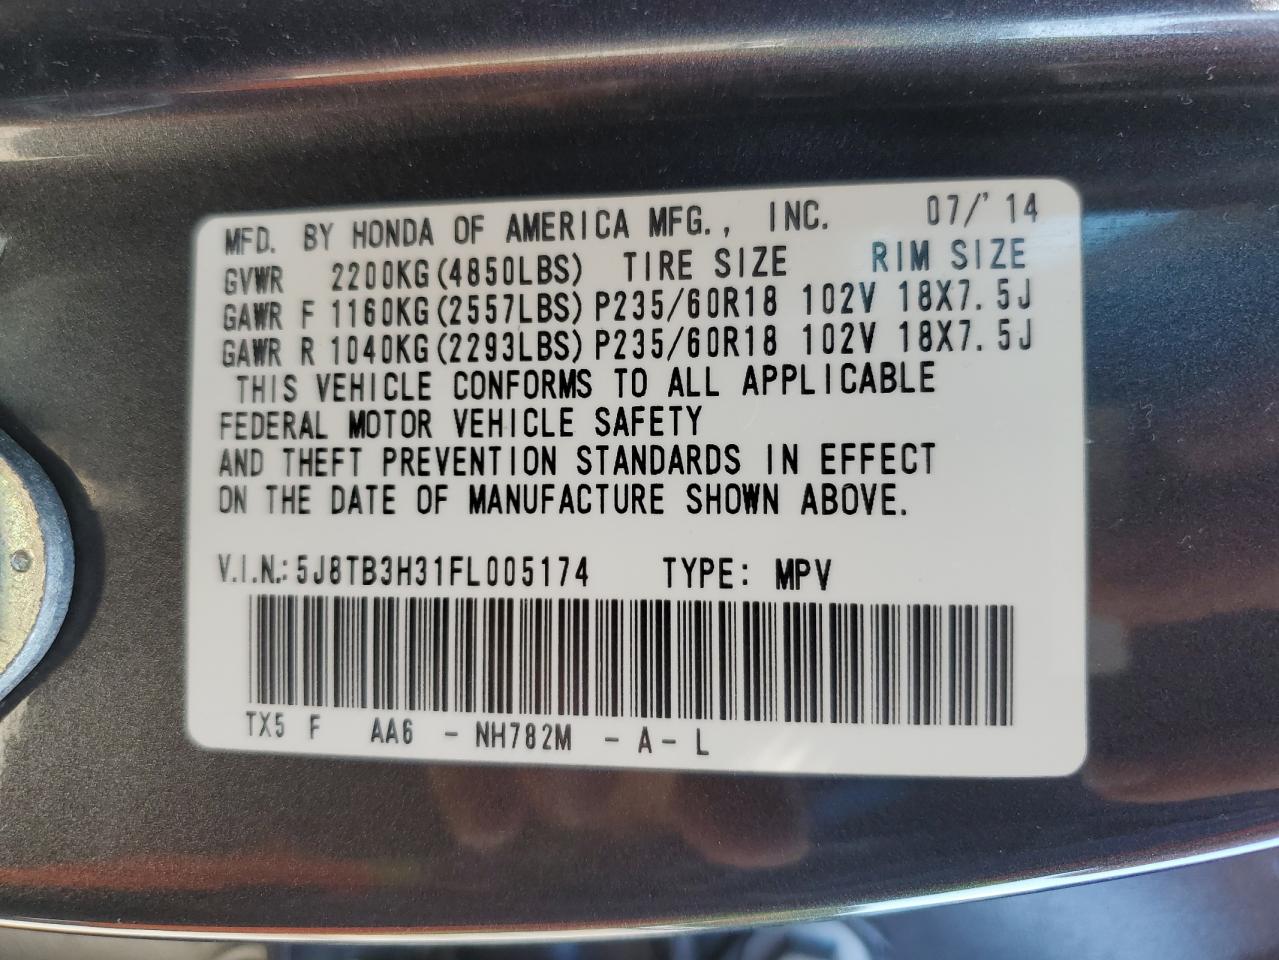 MFD. BY HONDA OF AMERICA MFG., INC. 07/'14
GVWR 2200KG(4850LBS) TIRE SIZE RIM SIZE
GAWR F 1160KG(2557LBS) P235/60R18 102V 18X7.5J
GAWR R 1040KG(2293LBS) P235/60R18 102V 18X7.5J
THIS VEHICLE CONFORMS TO ALL APPLICABLE
FEDERAL MOTOR VEHICLE SAFETY
AND THEFT PREVENTION STANDARDS IN EFFECT
ON THE DATE OF MANUFACTURE SHOWN ABOVE.
V.I.N.: 5J8TB3H31FL005174 TYPE: MPV
TX5 F AA6 - NH782M - A - L